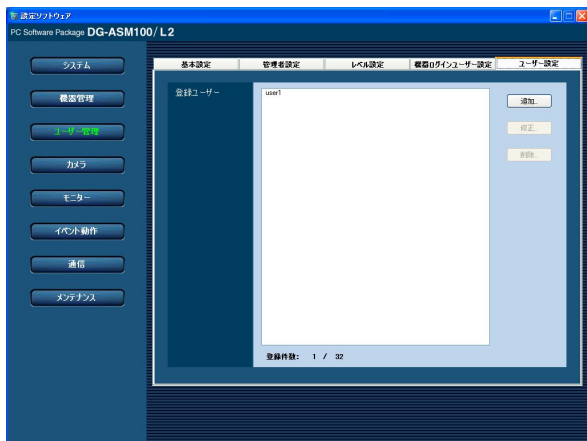 設定ソフトウェア
PC Software Package DG-ASM100/L2
システム
機器管理
ユーザー管理
カメラ
モニター
イベント動作
通信
メンテナンス
基本設定 管理者設定 レベル設定 機器ログインユーザー設定 ユーザー設定
登録ユーザー
user1
追加...
修正...
削除...
登録件数: 1 / 32